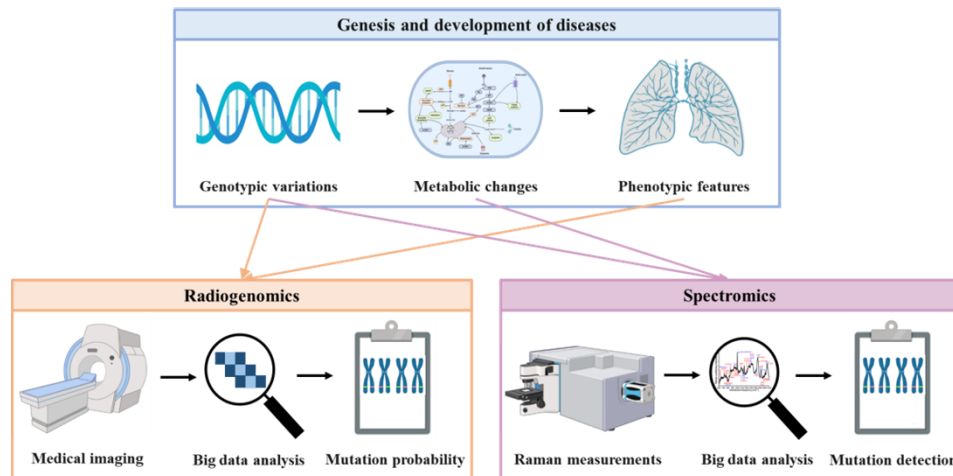 Genesis and development of diseases
Genotypic variations
Metabolic changes
Phenotypic features
Radiogenomics
Medical imaging
Big data analysis
Mutation probability
Spectromics
Raman measurements
Big data analysis
Mutation detection